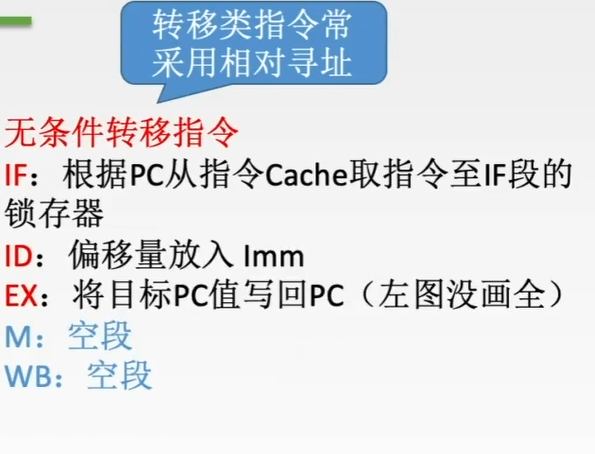 转移类指令常
采用相对寻址
无条件转移指令
IF：根据PC从指令Cache取指令至IF段的
锁存器
ID：偏移量放入 Imm
EX：将目标PC值写回PC（左图没画全）
M：空段
WB：空段